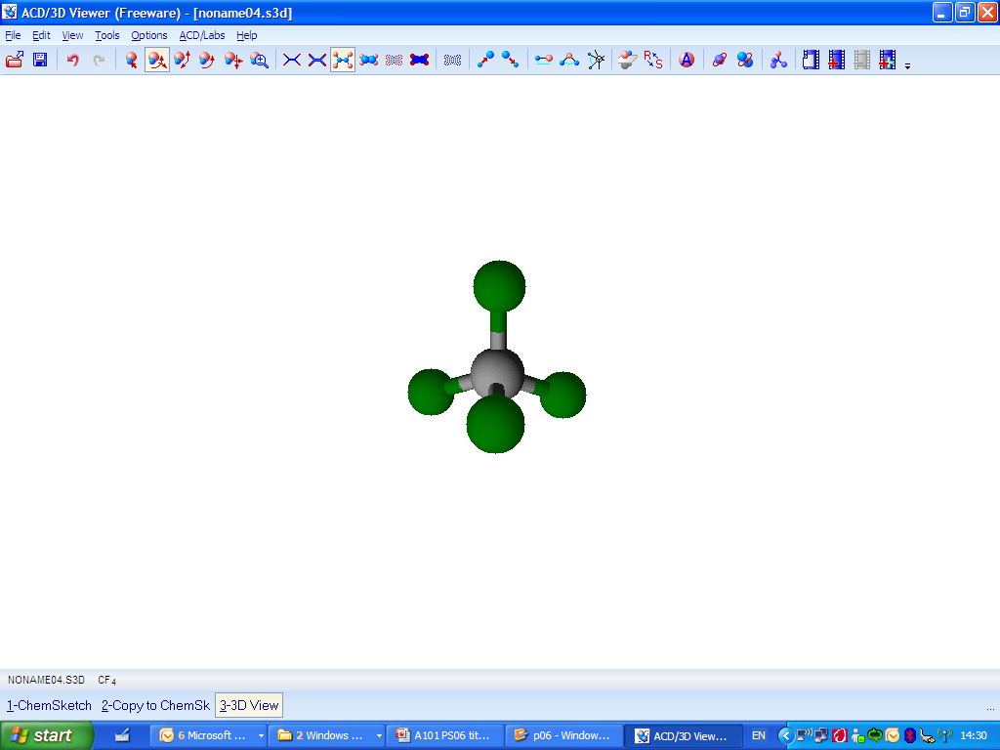 ACD/3D Viewer (Freeware) - [noname04.s3d]
File Edit View Tools Options ACD/Labs Help
NONAME04.S3D CF4
1-ChemSketch 2-Copy to ChemSk 3-3D View ...
start 6 Microsoft ... 2 Windows ... A101 PS06 tit... p06 - Window... ACD/3D View... EN 14:30